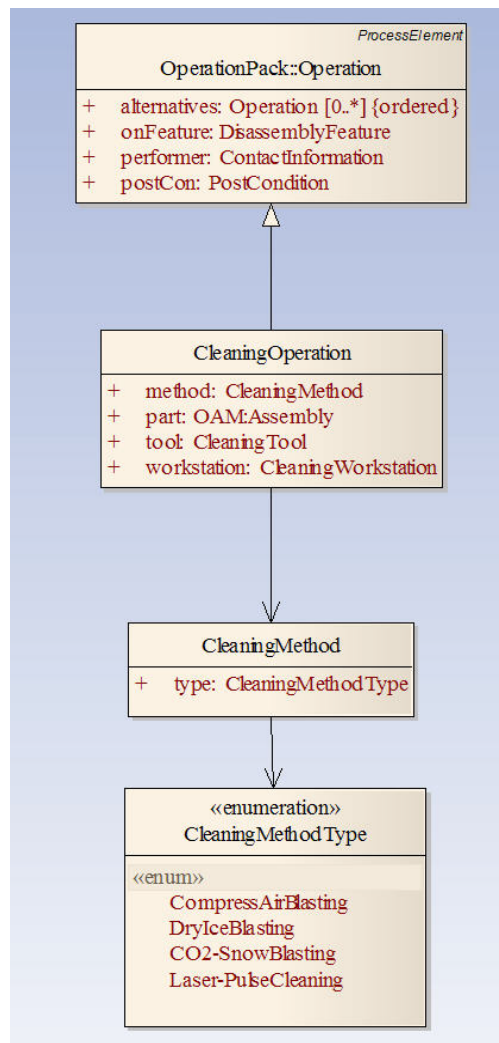 ProcessElement
OperationPack::Operation
+ alternatives: Operation [0..*] {ordered}
+ onFeature: DisassemblyFeature
+ performer: ContactInformation
+ postCon: PostCondition
CleaningOperation
+ method: CleaningMethod
+ part: OAM:Assembly
+ tool: CleaningTool
+ workstation: CleaningWorkstation
CleaningMethod
+ type: CleaningMethodType
«enumeration»
CleaningMethodType
«enum»
CompressAirBlasting
DryIceBlasting
CO2-SnowBlasting
Laser-PulseCleaning